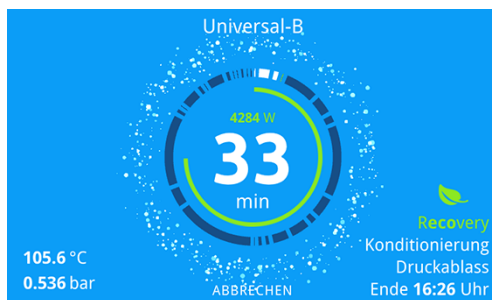 Universal-B
4284 W
33
min
Recovery
Konditionierung
105.6 °C
Druckablass
0.536 bar
ABBRECHEN
Ende 16:26 Uhr